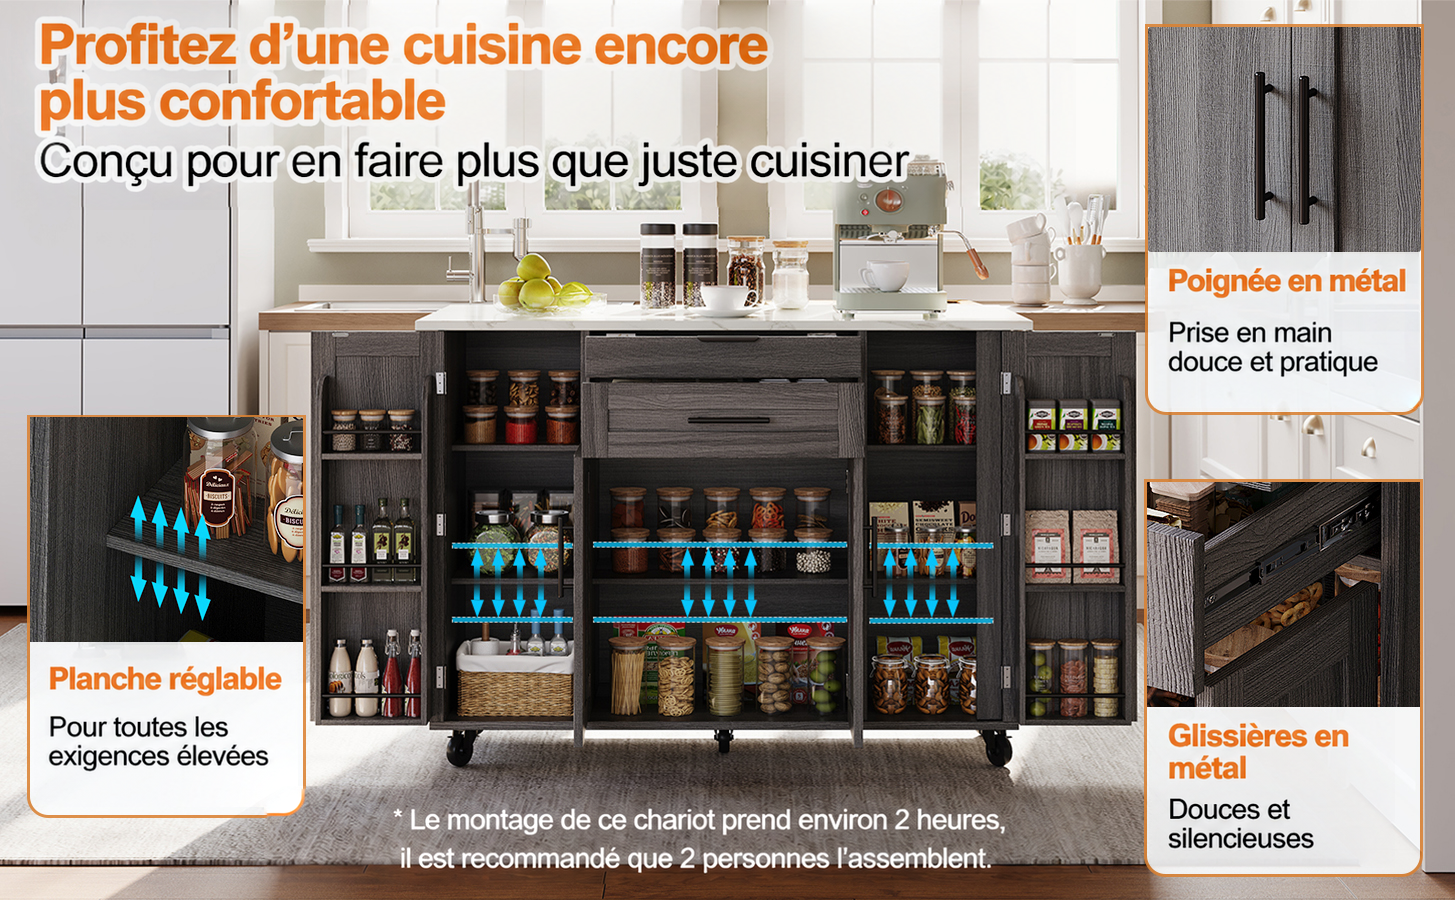 Profitez d’une cuisine encore
plus confortable
Conçu pour en faire plus que juste cuisiner
Poignée en métal
Prise en main
douce et pratique
Planche réglable
Pour toutes les
exigences élevées
Glissières en
métal
Douces et
silencieuses
* Le montage de ce chariot prend environ 2 heures,
il est recommandé que 2 personnes l'assemblent.
Delicious
BISCUITS